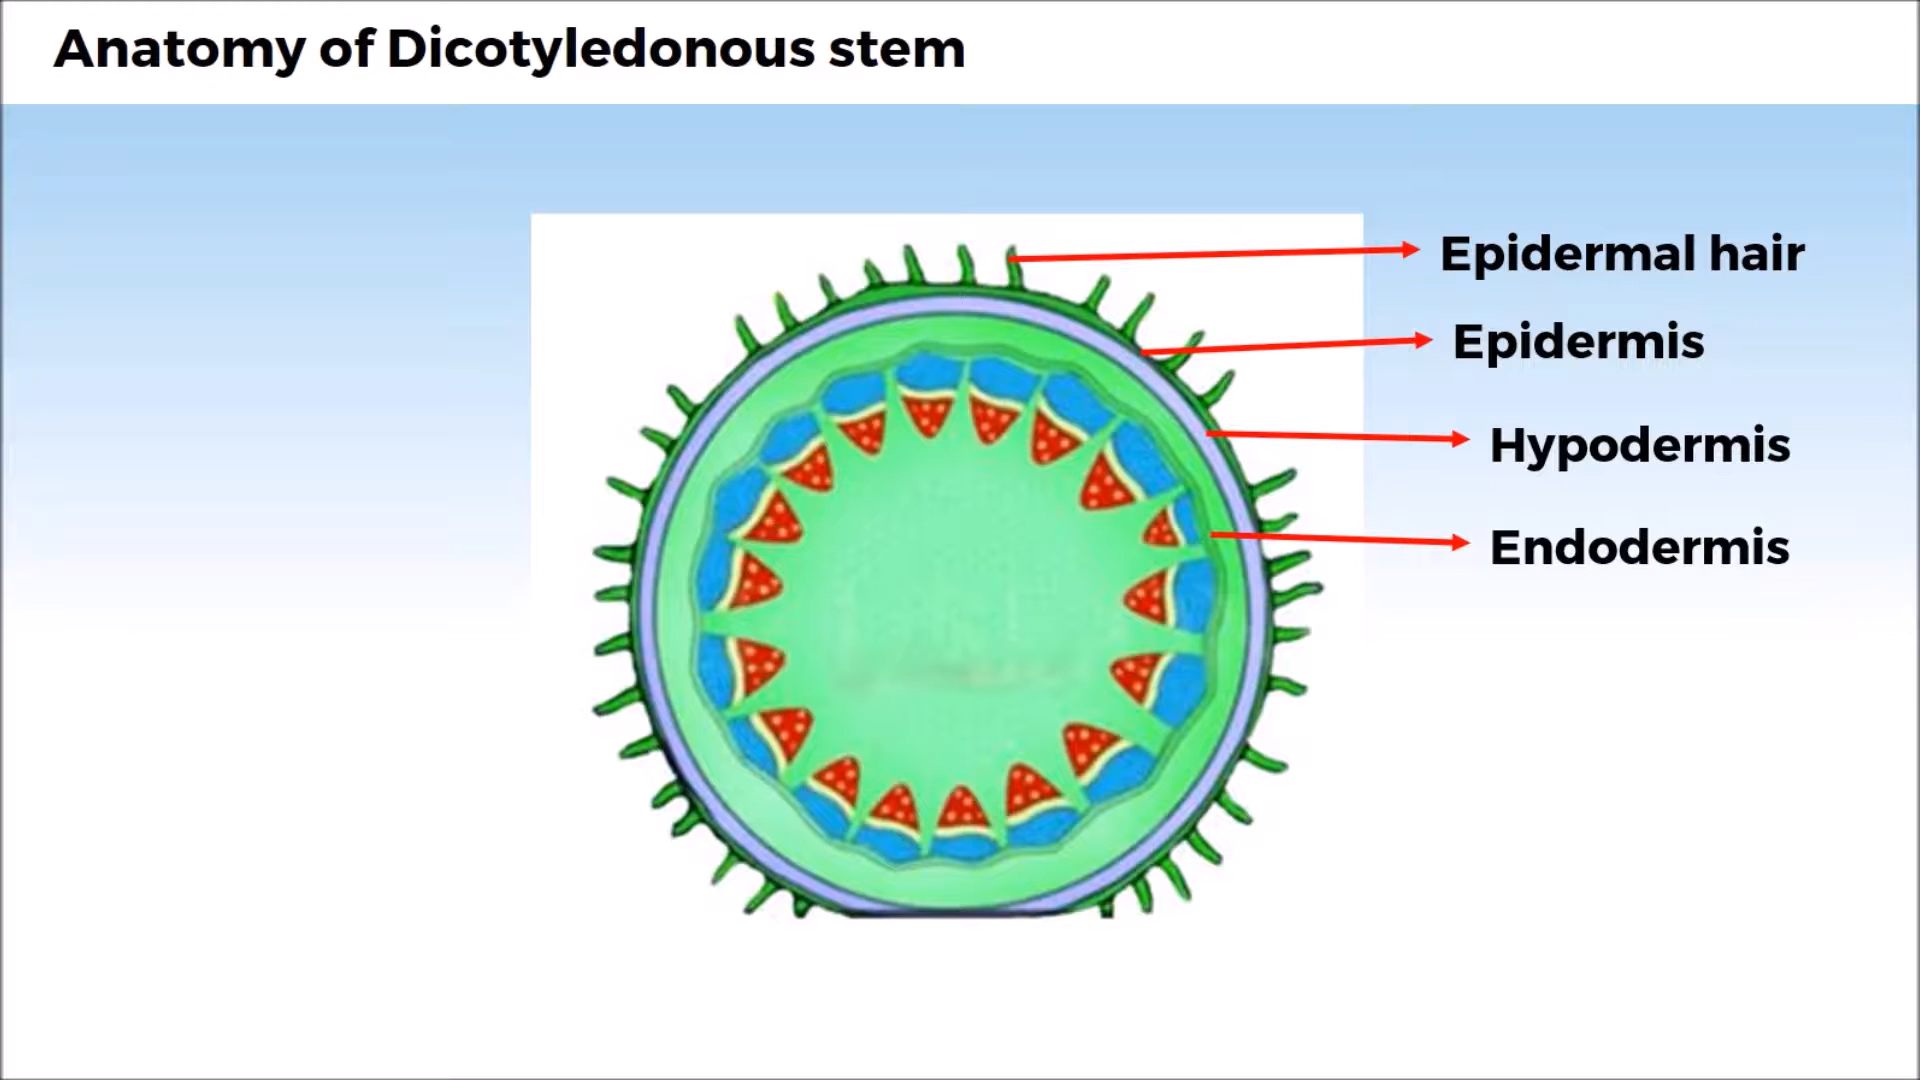 Anatomy of Dicotyledonous stem
Epidermal hair
Epidermis
Hypodermis
Endodermis